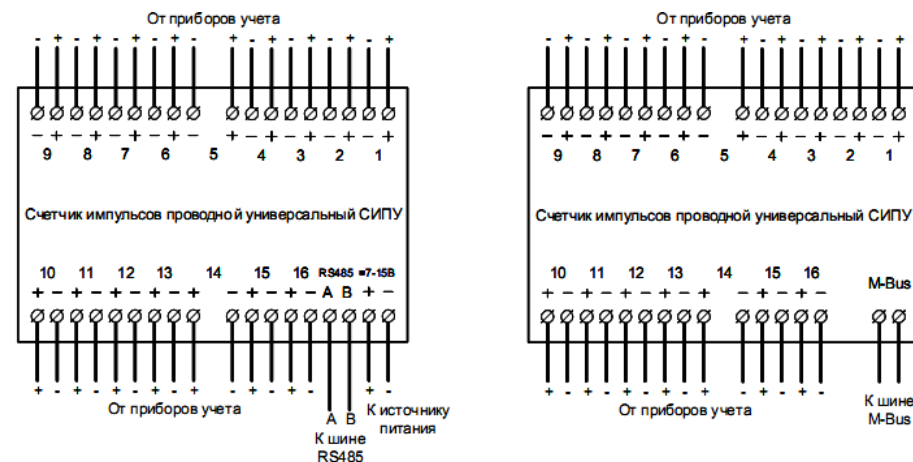 От приборов учета
- + - + - + - + - + - + - + - + - +
− + − + − + − + − + − + − + − + − +
9 8 7 6 5 4 3 2 1
Счетчик импульсов проводной универсальный СИПУ
10 11 12 13 14 15 16 RS485 =7-15В
+ − + − + − + − + − + − + − A B + −
+ - + - + - + - + - + - + - + -
От приборов учета
A B
К шине
RS485
К источнику
питания
От приборов учета
- + - + - + - + - + - + - + - + - +
− + − + − + − + − + − + − + − + − +
9 8 7 6 5 4 3 2 1
Счетчик импульсов проводной универсальный СИПУ
10 11 12 13 14 15 16
M-Bus
+ − + − + − + − + − + − + −
+ - + - + - + - + - + - + -
От приборов учета
К шине
M-Bus